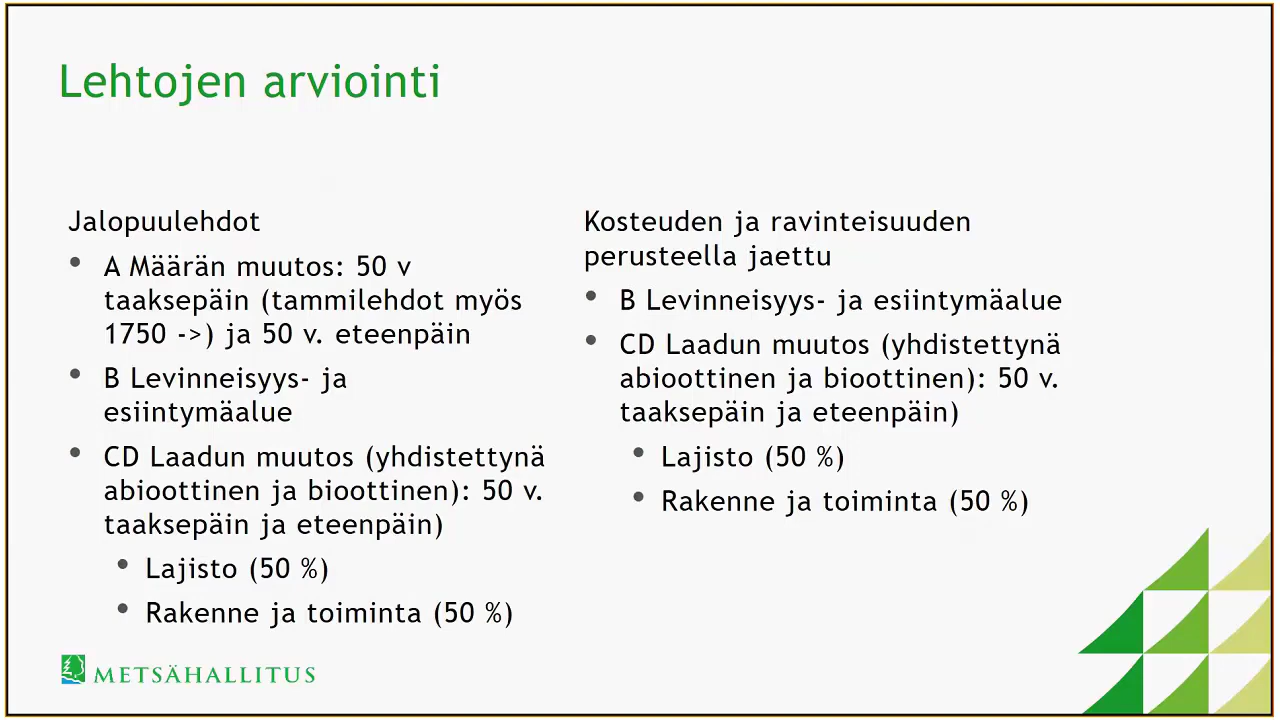 Lehtojen arviointi
Jalopuulehdot
• A Määrän muutos: 50 v
taaksepäin (tammilehdot myös
1750 ->) ja 50 v. eteenpäin
• B Levinneisyys- ja
esiintymäalue
• CD Laadun muutos (yhdistettynä
abioottinen ja bioottinen): 50 v.
taaksepäin ja eteenpäin)
• Lajisto (50 %)
• Rakenne ja toiminta (50 %)
Kosteuden ja ravinteisuuden
perusteella jaettu
• B Levinneisyys- ja esiintymäalue
• CD Laadun muutos (yhdistettynä
abioottinen ja bioottinen): 50 v.
taaksepäin ja eteenpäin)
• Lajisto (50 %)
• Rakenne ja toiminta (50 %)
METSÄHALLITUS